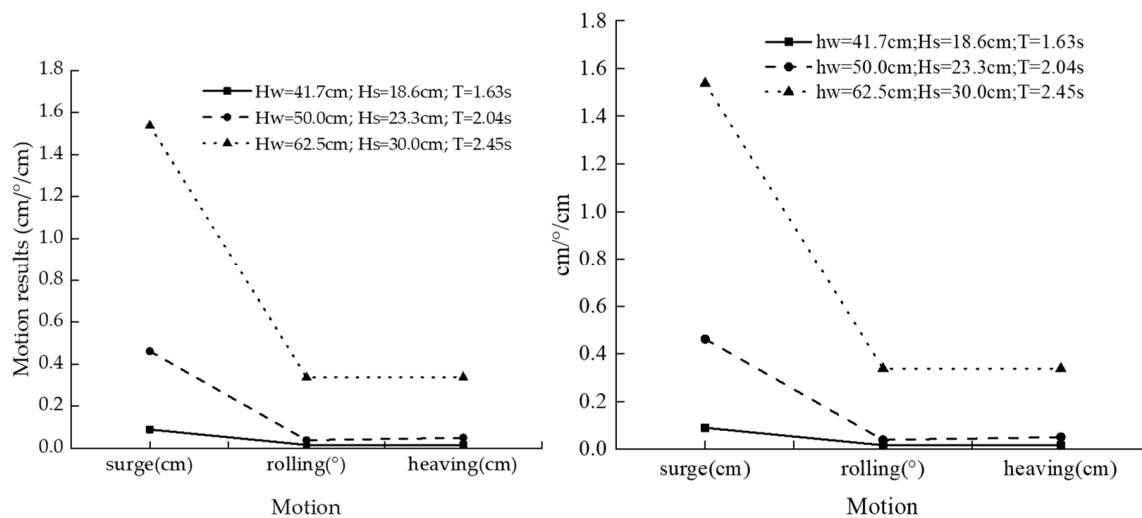 1.8
1.6
1.4
1.2
1.0
0.8
0.6
0.4
0.2
0.0
Motion results (cm/°/cm)
Hw=41.7cm; Hs=18.6cm; T=1.63s
Hw=50.0cm; Hs=23.3cm; T=2.04s
Hw=62.5cm; Hs=30.0cm; T=2.45s
surge(cm)
rolling(°)
heaving(cm)
Motion
1.8
1.6
1.4
1.2
1.0
0.8
0.6
0.4
0.2
0.0
cm/°/cm
hw=41.7cm;Hs=18.6cm;T=1.63s
hw=50.0cm;Hs=23.3cm;T=2.04s
hw=62.5cm;Hs=30.0cm;T=2.45s
surge(cm)
rolling(°)
heaving(cm)
Motion